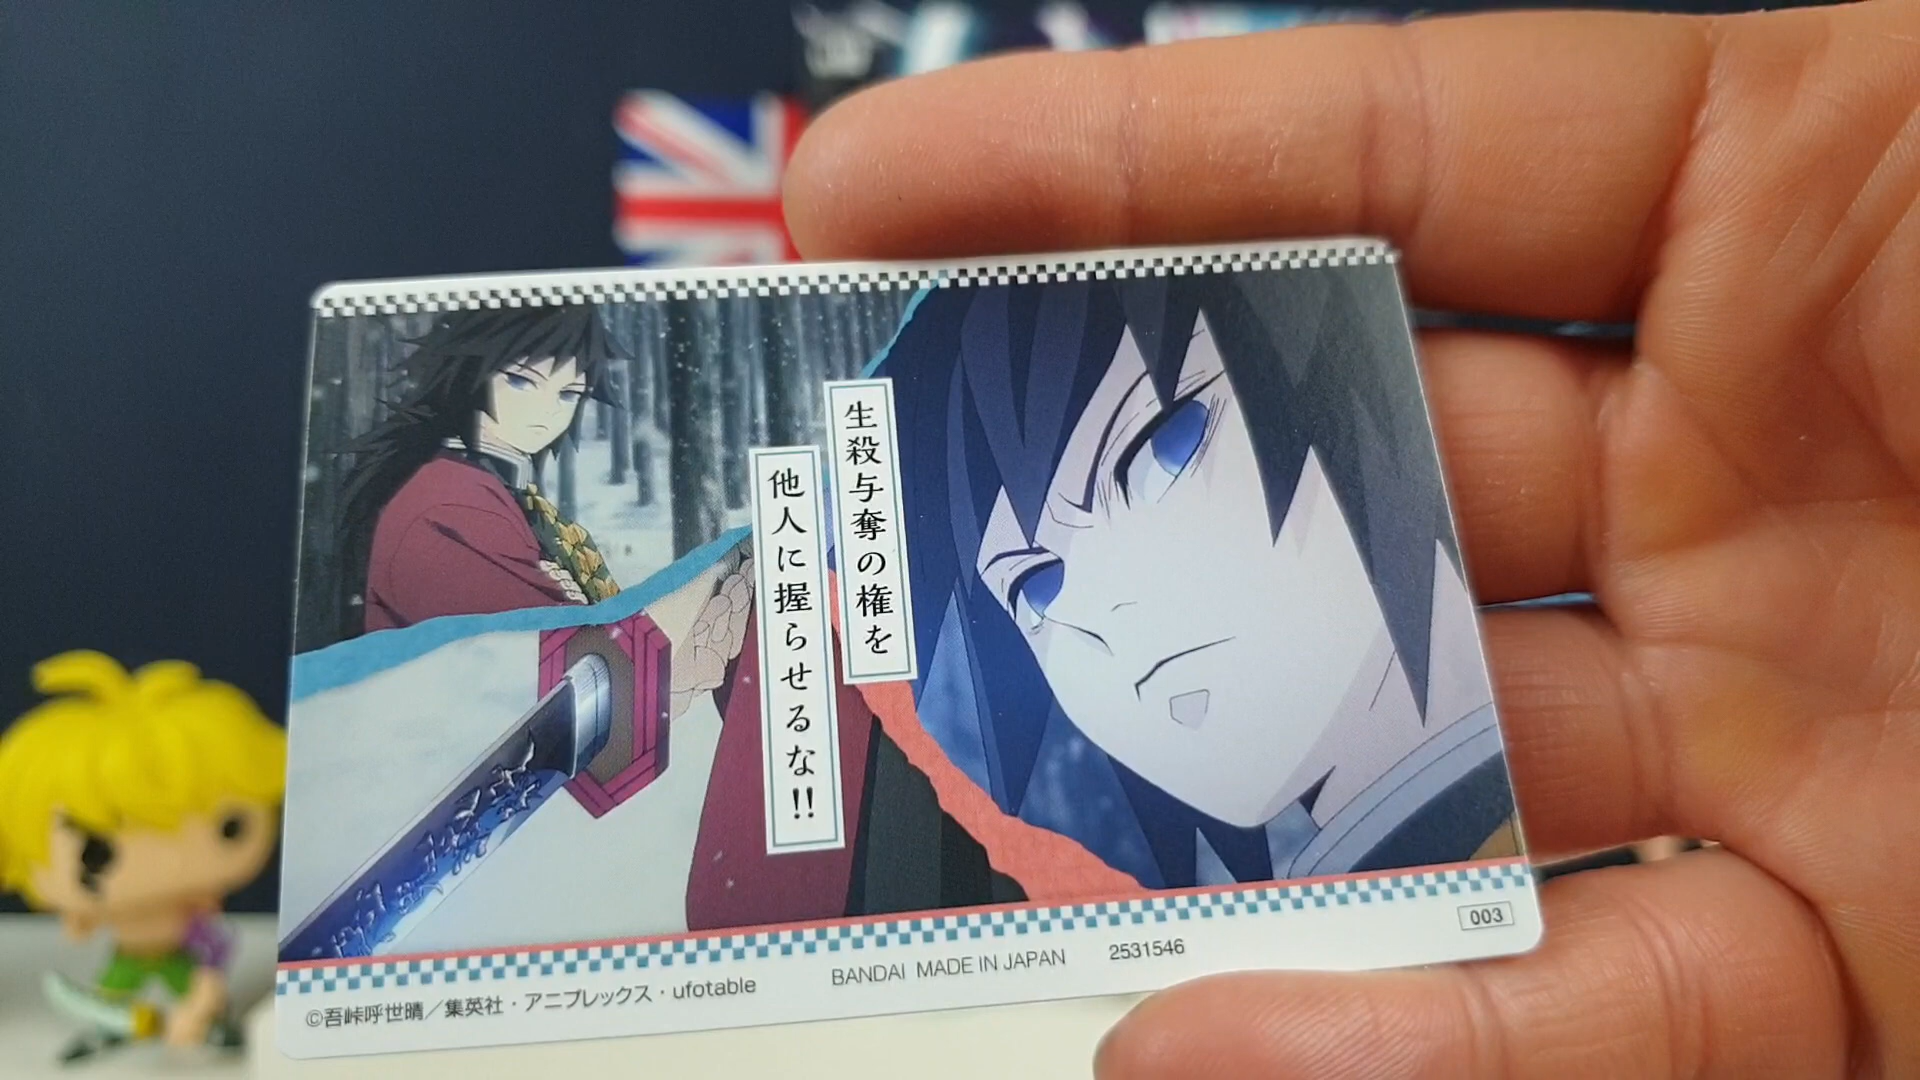 生殺与奪の権を
他人に握らせるな!!
003
©吾峠呼世晴／集英社・アニプレックス・ufotable
BANDAI MADE IN JAPAN 2531546